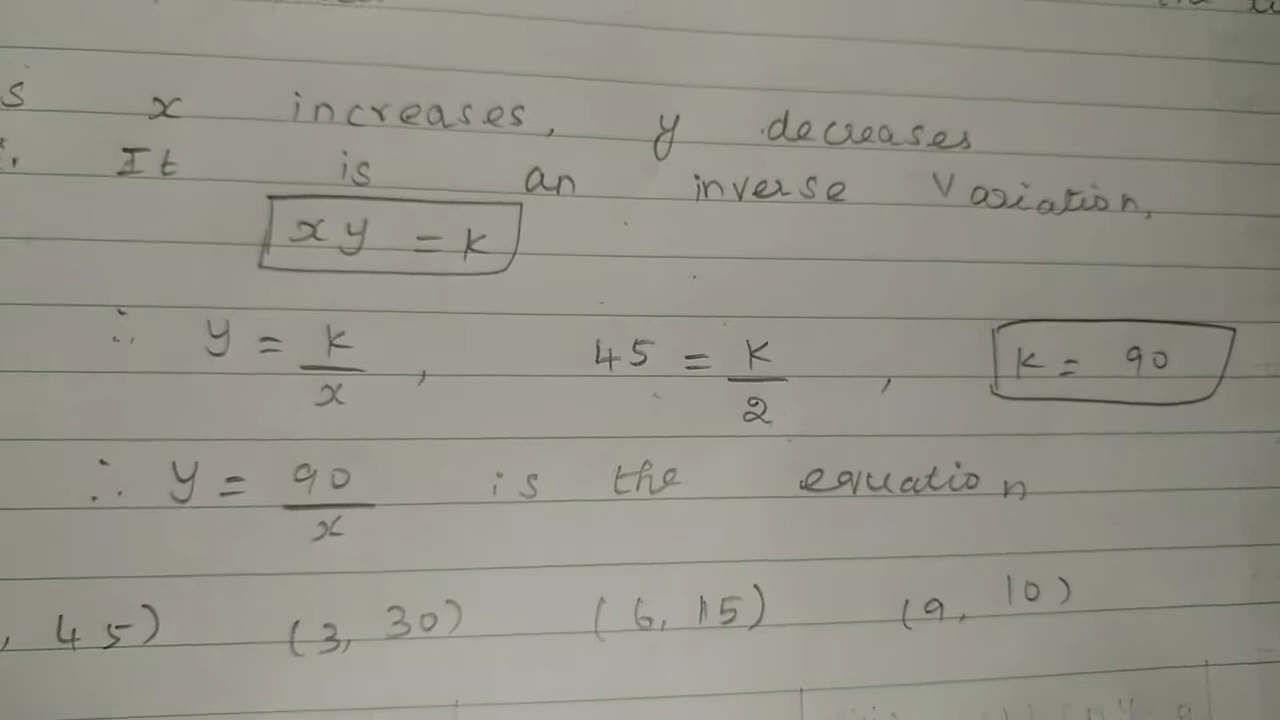 s x increases, y decreases
∴ It is an inverse variation.
xy = k
∴ y = k/x , 45 = k/2 , k = 90
∴ y = 90/x is the equation
, 45) (3, 30) (6, 15) (9, 10)